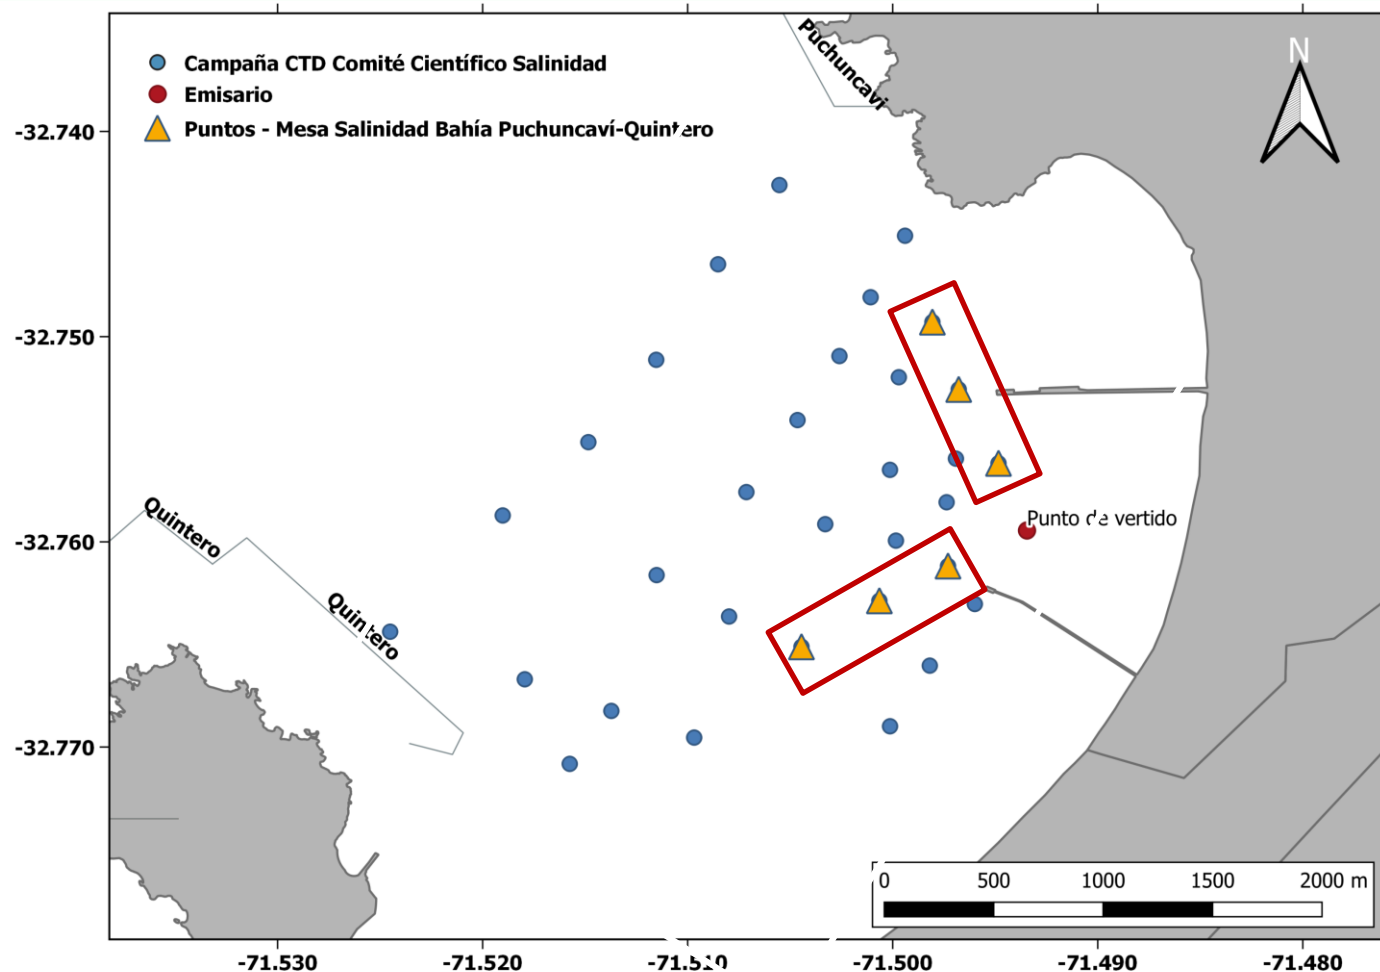 Puchuncavi
N
Campaña CTD Comité Científico Salinidad
Emisario
Puntos - Mesa Salinidad Bahía Puchuncaví-Quintero
-32.740
-32.750
-32.760
-32.770
Quintero
Quintero
Punto de vertido
0 500 1000 1500 2000 m
-71.530 -71.520 -71.510 -71.500 -71.490 -71.480